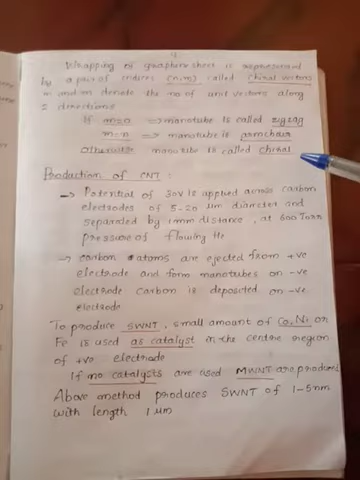 Wrapping of graphene sheet is represented
by a pair of indices (n,m) called chiral vectors
n and m denote the no of unit vectors along
2 directions
If m=0 => nanotube is called zigzag
m=n => nanotube is armchair
Otherwise nanotube is called chiral
Production of CNT :
→ Potential of 30V is applied across carbon
electrodes of 5-20 μm diameter and
separated by 1mm distance, at 600 Torr
pressure of flowing He
→ carbon atoms are ejected from +ve
electrode and form nanotubes on -ve
electrode carbon is deposited on -ve
electrode
To produce SWNT, small amount of Co, Ni or
Fe is used as catalyst in the centre region
of +ve electrode
If no catalysts are used MWNT are produced
Above method produces SWNT of 1-5nm
with length 1 μm